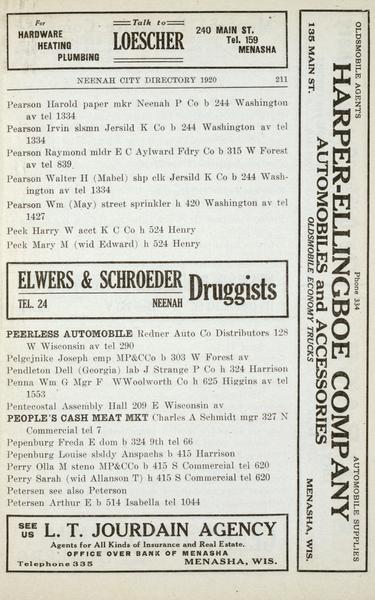 For
HARDWARE
HEATING
PLUMBING
Talk to
LOESCHER
240 MAIN ST.
Tel. 159
MENASHA
NEENAH CITY DIRECTORY 1920 211
Pearson Harold paper mkr Neenah P Co b 244 Washington
av tel 1334
Pearson Irvin slsmn Jersild K Co b 244 Washington av tel
1334
Pearson Raymond mldr E C Aylward Fdry Co b 315 W Forest
av tel 839
Pearson Walter H (Mabel) shp clk Jersild K Co b 244 Wash-
ington av tel 1334
Pearson Wm (May) street sprinkler h 420 Washington av tel
1427
Peck Harry W acct K C Co h 524 Henry
Peck Mary M (wid Edward) h 524 Henry
ELWERS & SCHROEDER
TEL. 24 NEENAH
Druggists
PEERLESS AUTOMOBILE Redner Auto Co Distributors 128
W Wisconsin av tel 290
Pelgejnike Joseph emp MP&CCo b 303 W Forest av
Pendleton Dell (Georgia) lab J Strange P Co h 324 Harrison
Penna Wm G Mgr F WWoolworth Co h 625 Higgins av tel
1553
Pentecostal Assembly Hall 209 E Wisconsin av
PEOPLE'S CASH MEAT MKT Charles A Schmidt mgr 327 N
Commercial tel 7
Pepenburg Freda E dom b 324 9th tel 66
Pepenburg Louise slsldy Anspachs b 415 Harrison
Perry Olla M steno MP&CCo b 415 S Commercial tel 620
Perry Sarah (wid Allanson T) h 415 S Comercial tel 620
Petersen see also Peterson
Petersen Arthur E b 514 Isabella tel 1044
SEE
US
L. T. JOURDAIN AGENCY
Agents for All Kinds of Insurance and Real Estate.
OFFICE OVER BANK OF MENASHA
Telephone 335 MENASHA, WIS.
OLDSMOBILE AGENTS Phone 334 AUTOMOBILE SUPPLIES
HARPER-ELLINGBOE COMPANY
AUTOMOBILES and ACCESSORIES
OLDSMOBILE ECONOMY TRUCKS
135 MAIN ST. MENASHA, WIS.